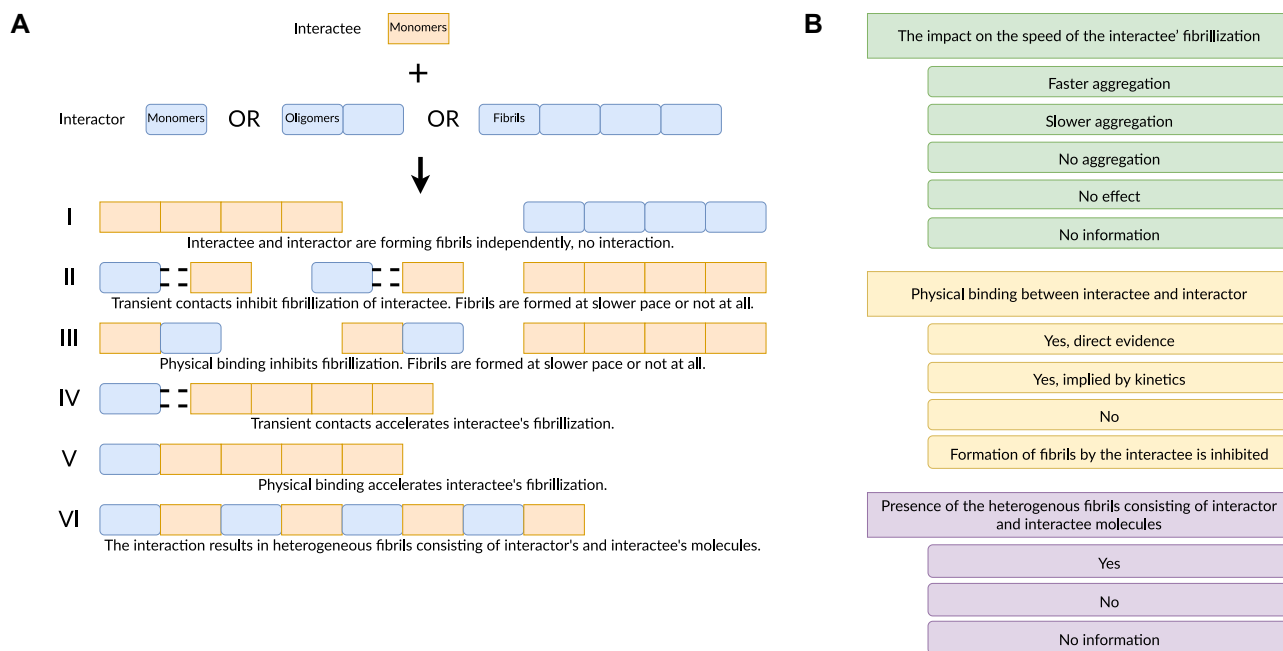 A
Interactee Monomers
+
Interactor Monomers OR Oligomers OR Fibrils
I
Interactee and interactor are forming fibrils independently, no interaction.
II
Transient contacts inhibit fibrillization of interactee. Fibrils are formed at slower pace or not at all.
III
Physical binding inhibits fibrillization. Fibrils are formed at slower pace or not at all.
IV
Transient contacts accelerates interactee's fibrillization.
V
Physical binding accelerates interactee's fibrillization.
VI
The interaction results in heterogeneous fibrils consisting of interactor's and interactee's molecules.
B
The impact on the speed of the interactee' fibrillization
Faster aggregation
Slower aggregation
No aggregation
No effect
No information
Physical binding between interactee and interactor
Yes, direct evidence
Yes, implied by kinetics
No
Formation of fibrils by the interactee is inhibited
Presence of the heterogenous fibrils consisting of interactor
and interactee molecules
Yes
No
No information